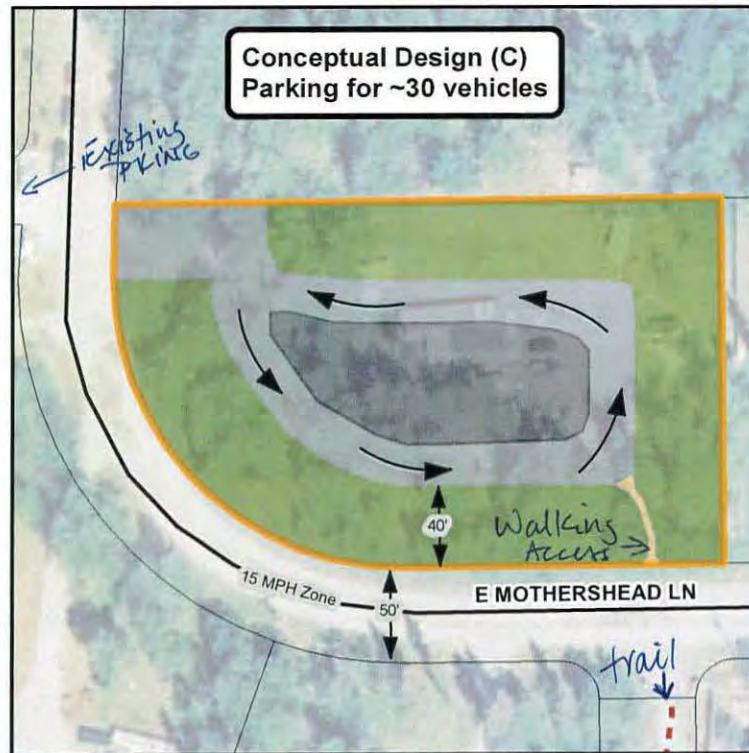 Conceptual Design (C)
Parking for ~30 vehicles
Existing
PKING
40'
Walking
Access
15 MPH Zone
50'
E MOTHERSHEAD LN
trail